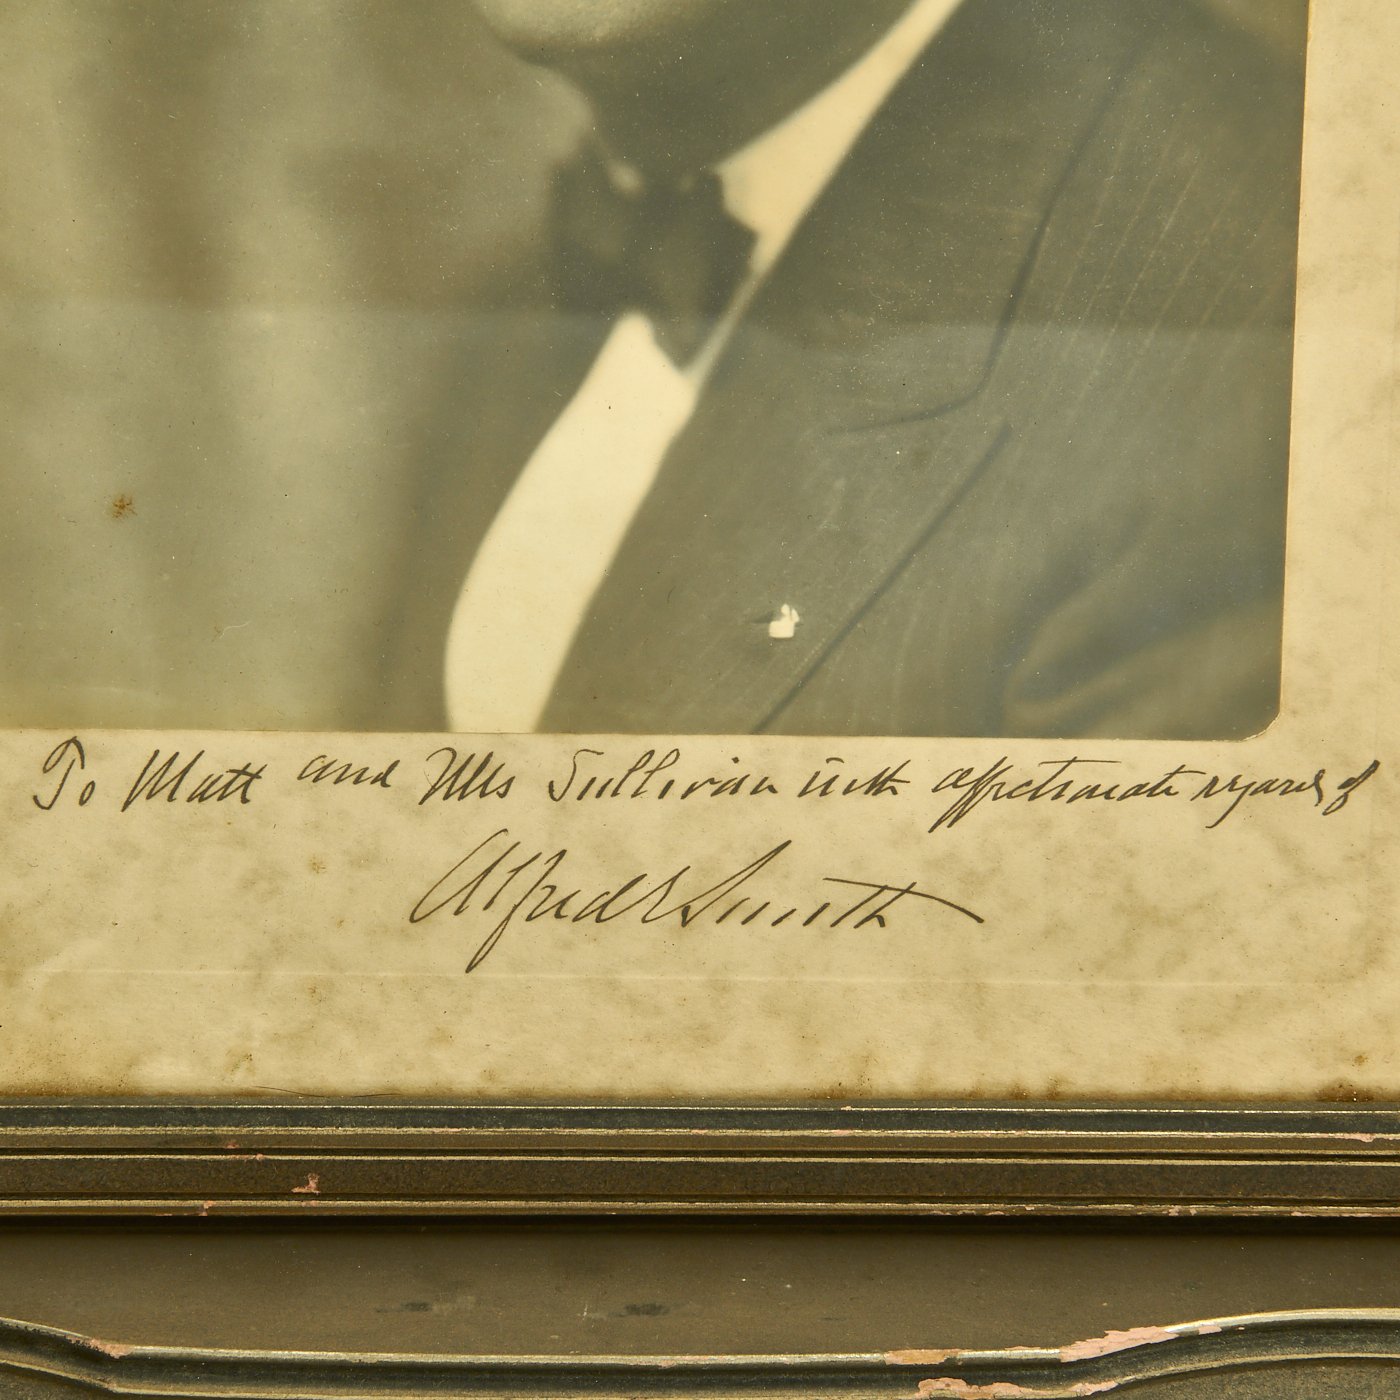 To Matt and Mrs Sullivan with affectionate regards of
Alfred E Smith